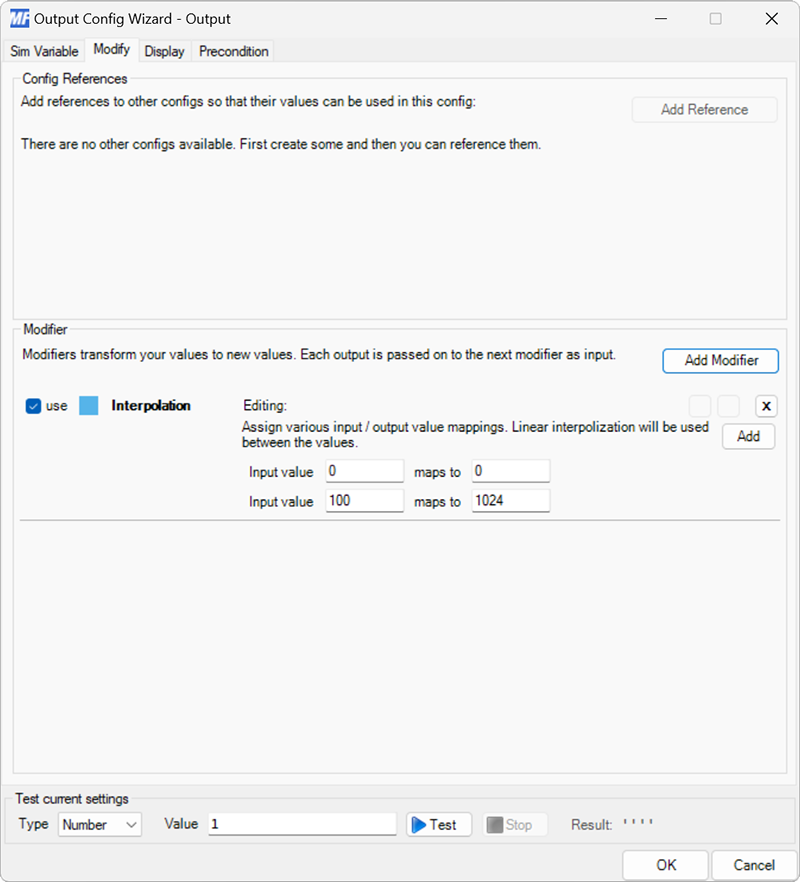 MF Output Config Wizard - Output
Sim Variable Modify Display Precondition
Config References
Add references to other configs so that their values can be used in this config:
Add Reference
There are no other configs available. First create some and then you can reference them.
Modifier
Modifiers transform your values to new values. Each output is passed on to the next modifier as input.
Add Modifier
use Interpolation Editing: X
Assign various input / output value mappings. Linear interpolization will be used
between the values.
Add
Input value 0 maps to 0
Input value 100 maps to 1024
Test current settings
Type Number Value 1 Test Stop Result: ' ' ' '
OK Cancel